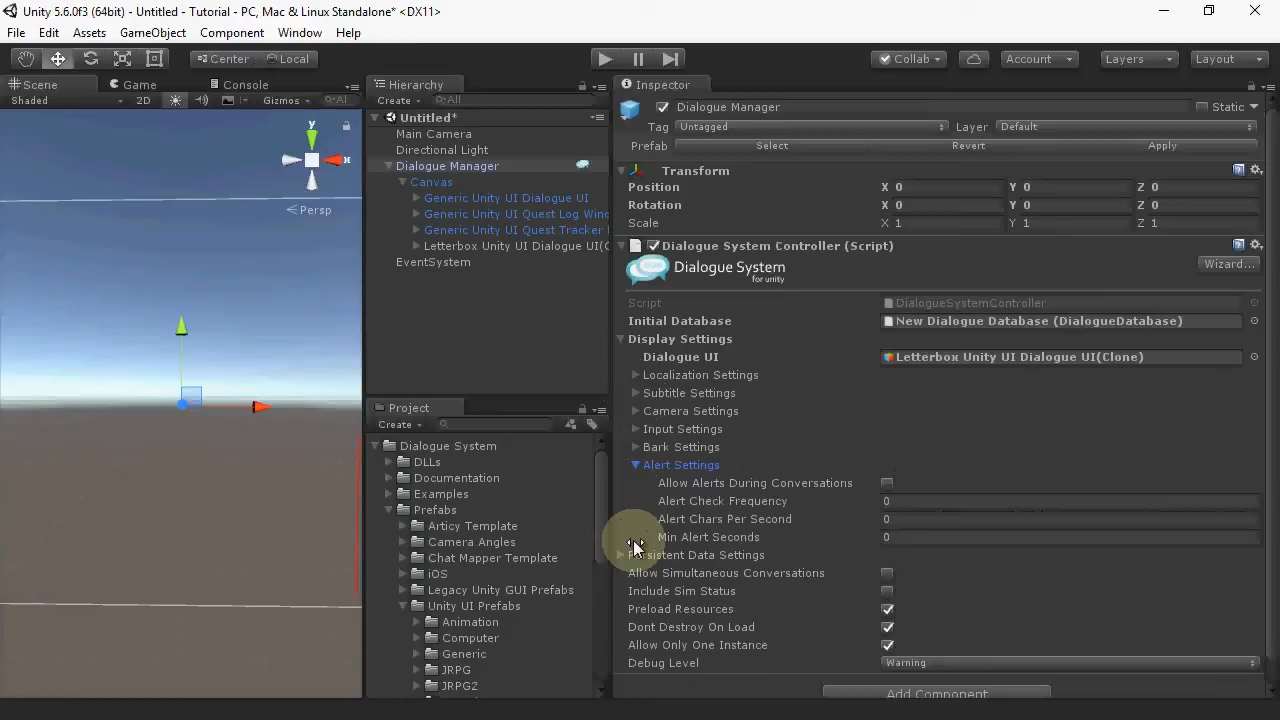 Unity 5.6.0f3 (64bit) - Untitled - Tutorial - PC, Mac & Linux Standalone* <DX11>
File Edit Assets GameObject Component Window Help
Center Local Collab Account Layers Layout
Scene Game Console
Shaded 2D Gizmos All
y
x
Persp
Hierarchy
Create All
Untitled*
Main Camera
Directional Light
Dialogue Manager
Canvas
Generic Unity UI Dialogue UI
Generic Unity UI Quest Log Wind
Generic Unity UI Quest Tracker
Letterbox Unity UI Dialogue UI(C
EventSystem
Project
Create
Dialogue System
DLLs
Documentation
Examples
Prefabs
Articy Template
Camera Angles
Chat Mapper Template
iOS
Legacy Unity GUI Prefabs
Unity UI Prefabs
Animation
Computer
Generic
JRPG
JRPGZ
Inspector
Dialogue Manager Static
Tag Untagged Layer Default
Prefab Select Revert Apply
Transform
Position X 0 Y 0 Z 0
Rotation X 0 Y 0 Z 0
Scale X 1 Y 1 Z 1
Dialogue System Controller (Script)
Dialogue System
for unity
Wizard...
Script DialogueSystemController
Initial Database New Dialogue Database (DialogueDatabase)
Display Settings
Dialogue UI Letterbox Unity UI Dialogue UI(Clone)
Localization Settings
Subtitle Settings
Camera Settings
Input Settings
Bark Settings
Alert Settings
Allow Alerts During Conversations
Alert Check Frequency 0
Alert Chars Per Second 0
Min Alert Seconds 0
Persistent Data Settings
Allow Simultaneous Conversations
Include Sim Status
Preload Resources
Dont Destroy On Load
Allow Only One Instance
Debug Level Warning
Add Component